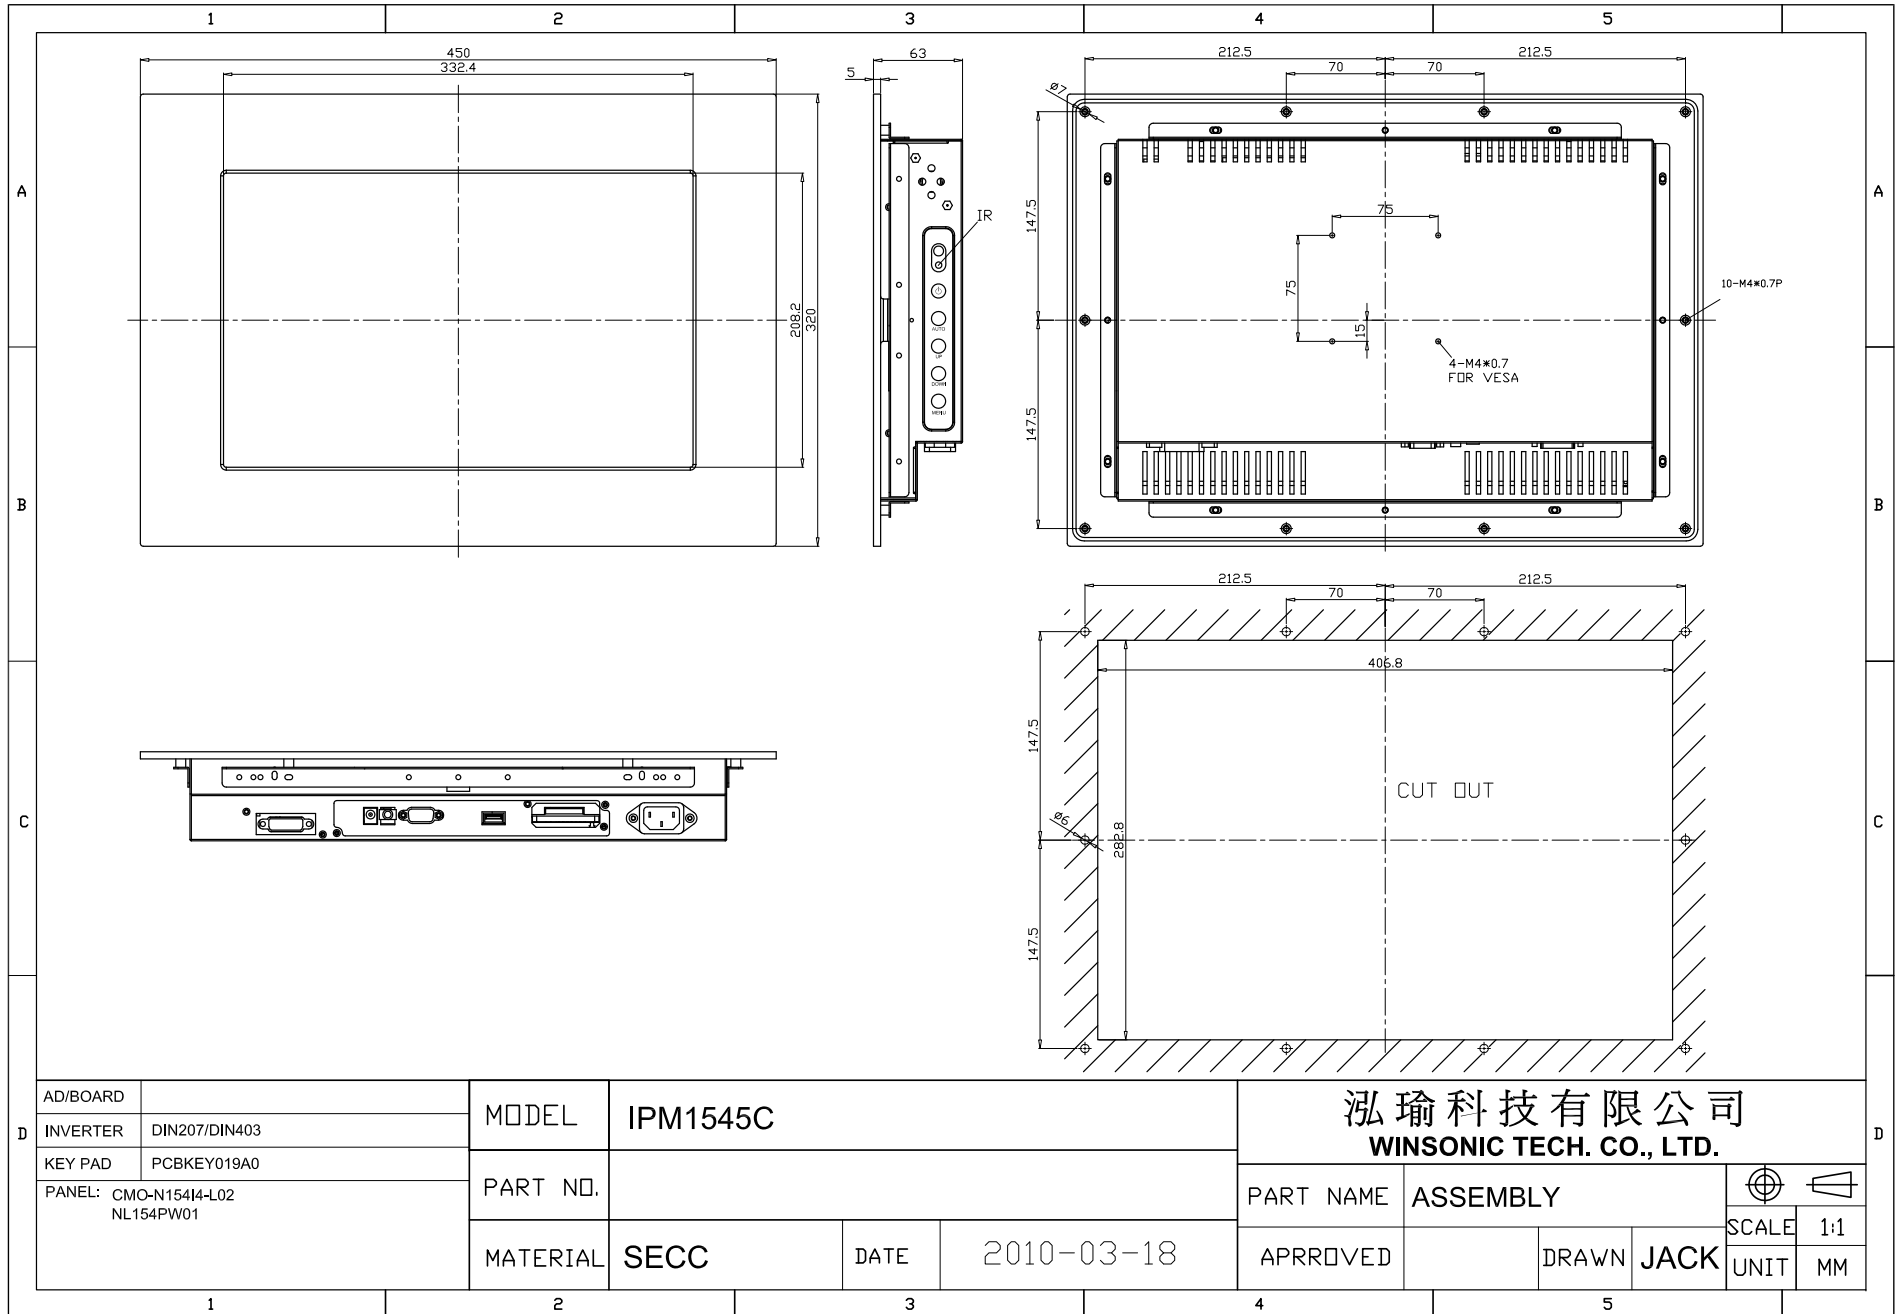 1 2 3 4 5
A A
B B
C C
D D
450
332.4
208.2
320
63
5
IR
AUTO
UP
DOWN
MENU
212.5 212.5
70 70
ø7
147.5
147.5
75
75
15
10-M4*0.7P
4-M4*0.7
FOR VESA
212.5 212.5
70 70
406.8
147.5
147.5
282.8
ø6
CUT OUT
AD/BOARD
INVERTER DIN207/DIN403
KEY PAD PCBKEY019A0
PANEL: CMO-N154I4-L02
NL154PW01
MODEL IPM1545C
PART NO.
MATERIAL SECC DATE 2010-03-18
泓瑜科技有限公司
WINSONIC TECH. CO., LTD.
PART NAME ASSEMBLY
SCALE 1:1
APRROVED DRAWN JACK
UNIT MM
1 2 3 4 5